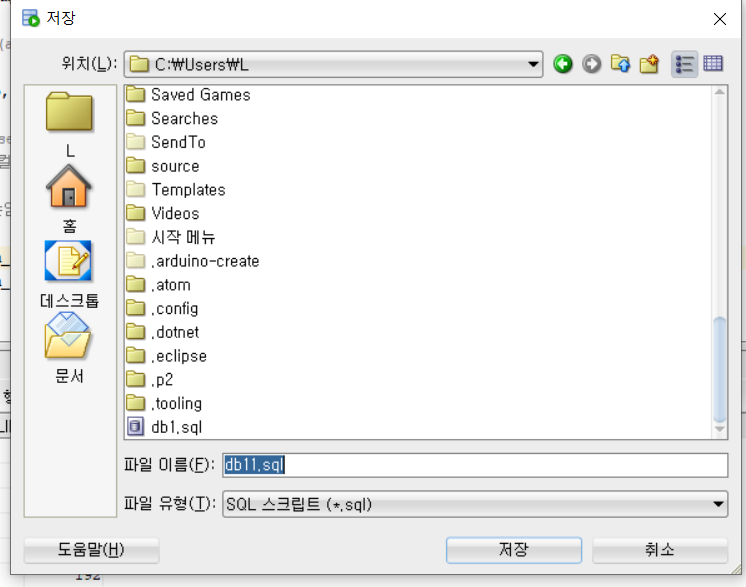 저장
위치(L):
C:₩Users₩L
Saved Games
Searches
SendTo
source
Templates
Videos
시작 메뉴
.arduino-create
.atom
.config
.dotnet
.eclipse
.p2
.tooling
db1.sql
L
홈
데스크톱
문서
파일 이름(F):
db11.sql
파일 유형(T):
SQL 스크립트 (*.sql)
도움말(H)
저장
취소
192